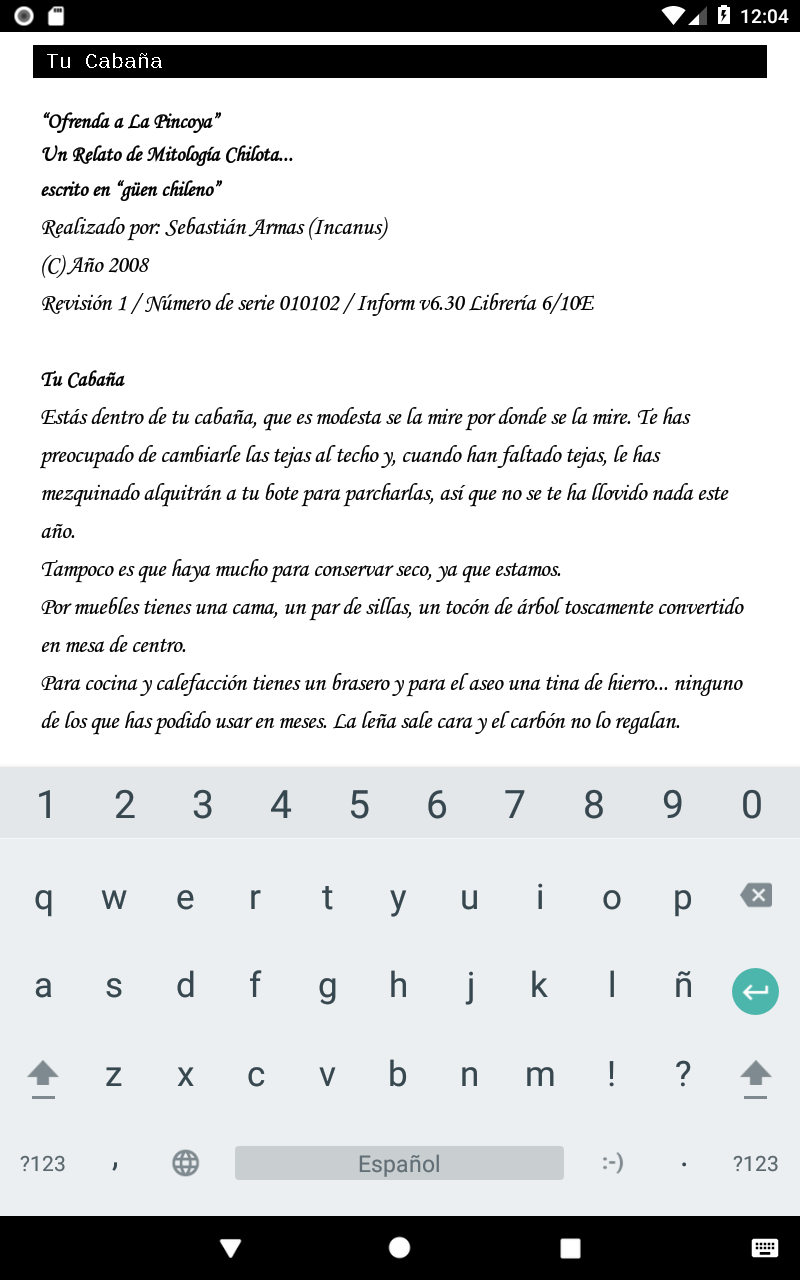 12:04
Tu Cabaña
“Ofrenda a La Pincoya”
Un Relato de Mitología Chilota...
escrito en “güen chileno”
Realizado por: Sebastián Armas (Incanus)
(C) Año 2008
Revisión 1 / Número de serie 010102 / Inform v6.30 Librería 6/10E
Tu Cabaña
Estás dentro de tu cabaña, que es modesta se la mire por donde se la mire. Te has
preocupado de cambiarle las tejas al techo y, cuando han faltado tejas, le has
mezquinado alquitrán a tu bote para parcharlas, así que no se te ha llovido nada este
año.
Tampoco es que haya mucho para conservar seco, ya que estamos.
Por muebles tienes una cama, un par de sillas, un tocón de árbol toscamente convertido
en mesa de centro.
Para cocina y calefacción tienes un brasero y para el aseo una tina de hierro... ninguno
de los que has podido usar en meses. La leña sale cara y el carbón no lo regalan.
1 2 3 4 5 6 7 8 9 0
q w e r t y u i o p
a s d f g h j k l ñ
z x c v b n m ! ?
?123 , Español :-) . ?123